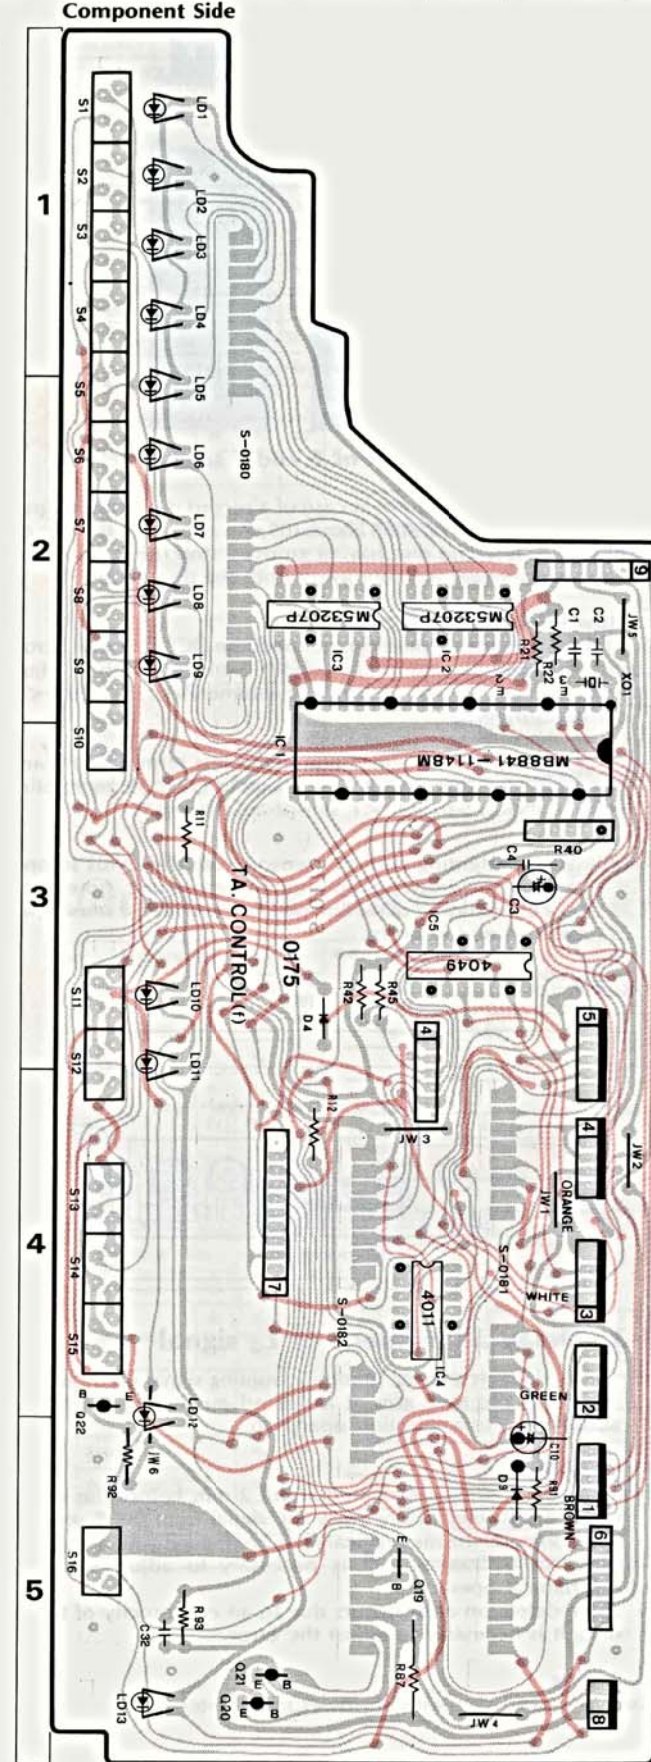 Component Side
1
2
3
4
5
S1
LD1
S2
LD2
S3
LD3
S4
LD4
S5
LD5
S6
LD6
S-0180
S7
LD7
S8
LD8
S9
LD9
S10
9
JW5
C1
C2
M53207P
M53207P
R21
R22
IC3
IC2
E2
E3
XO1
IC1
MB8841-1148M
R11
R40
C4
C3
TA. CONTROL (f)
0175
C5
4049
S11
LD10
R42
R45
D4
S12
LD11
4
5
R12
JW3
4
JW2
S13
JW1
ORANGE
S14
7
S-0181
WHITE
3
S-0182
4011
IC4
S15
GREEN
2
B
E
Q22
LD12
JW6
R92
C10
D9
R91
BROWN
1
6
S16
E
B
Q19
R93
C32
R87
Q21
E
B
Q20
E
B
LD13
JW4
8